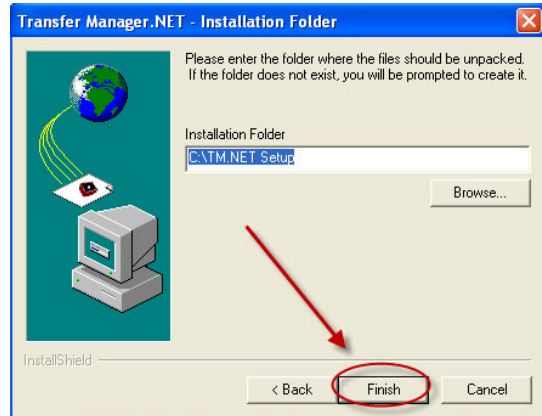 Transfer Manager.NET - Installation Folder
Please enter the folder where the files should be unpacked.
If the folder does not exist, you will be prompted to create it.
Installation Folder
C:\TM.NET Setup
Browse...
InstallShield
< Back
Finish
Cancel